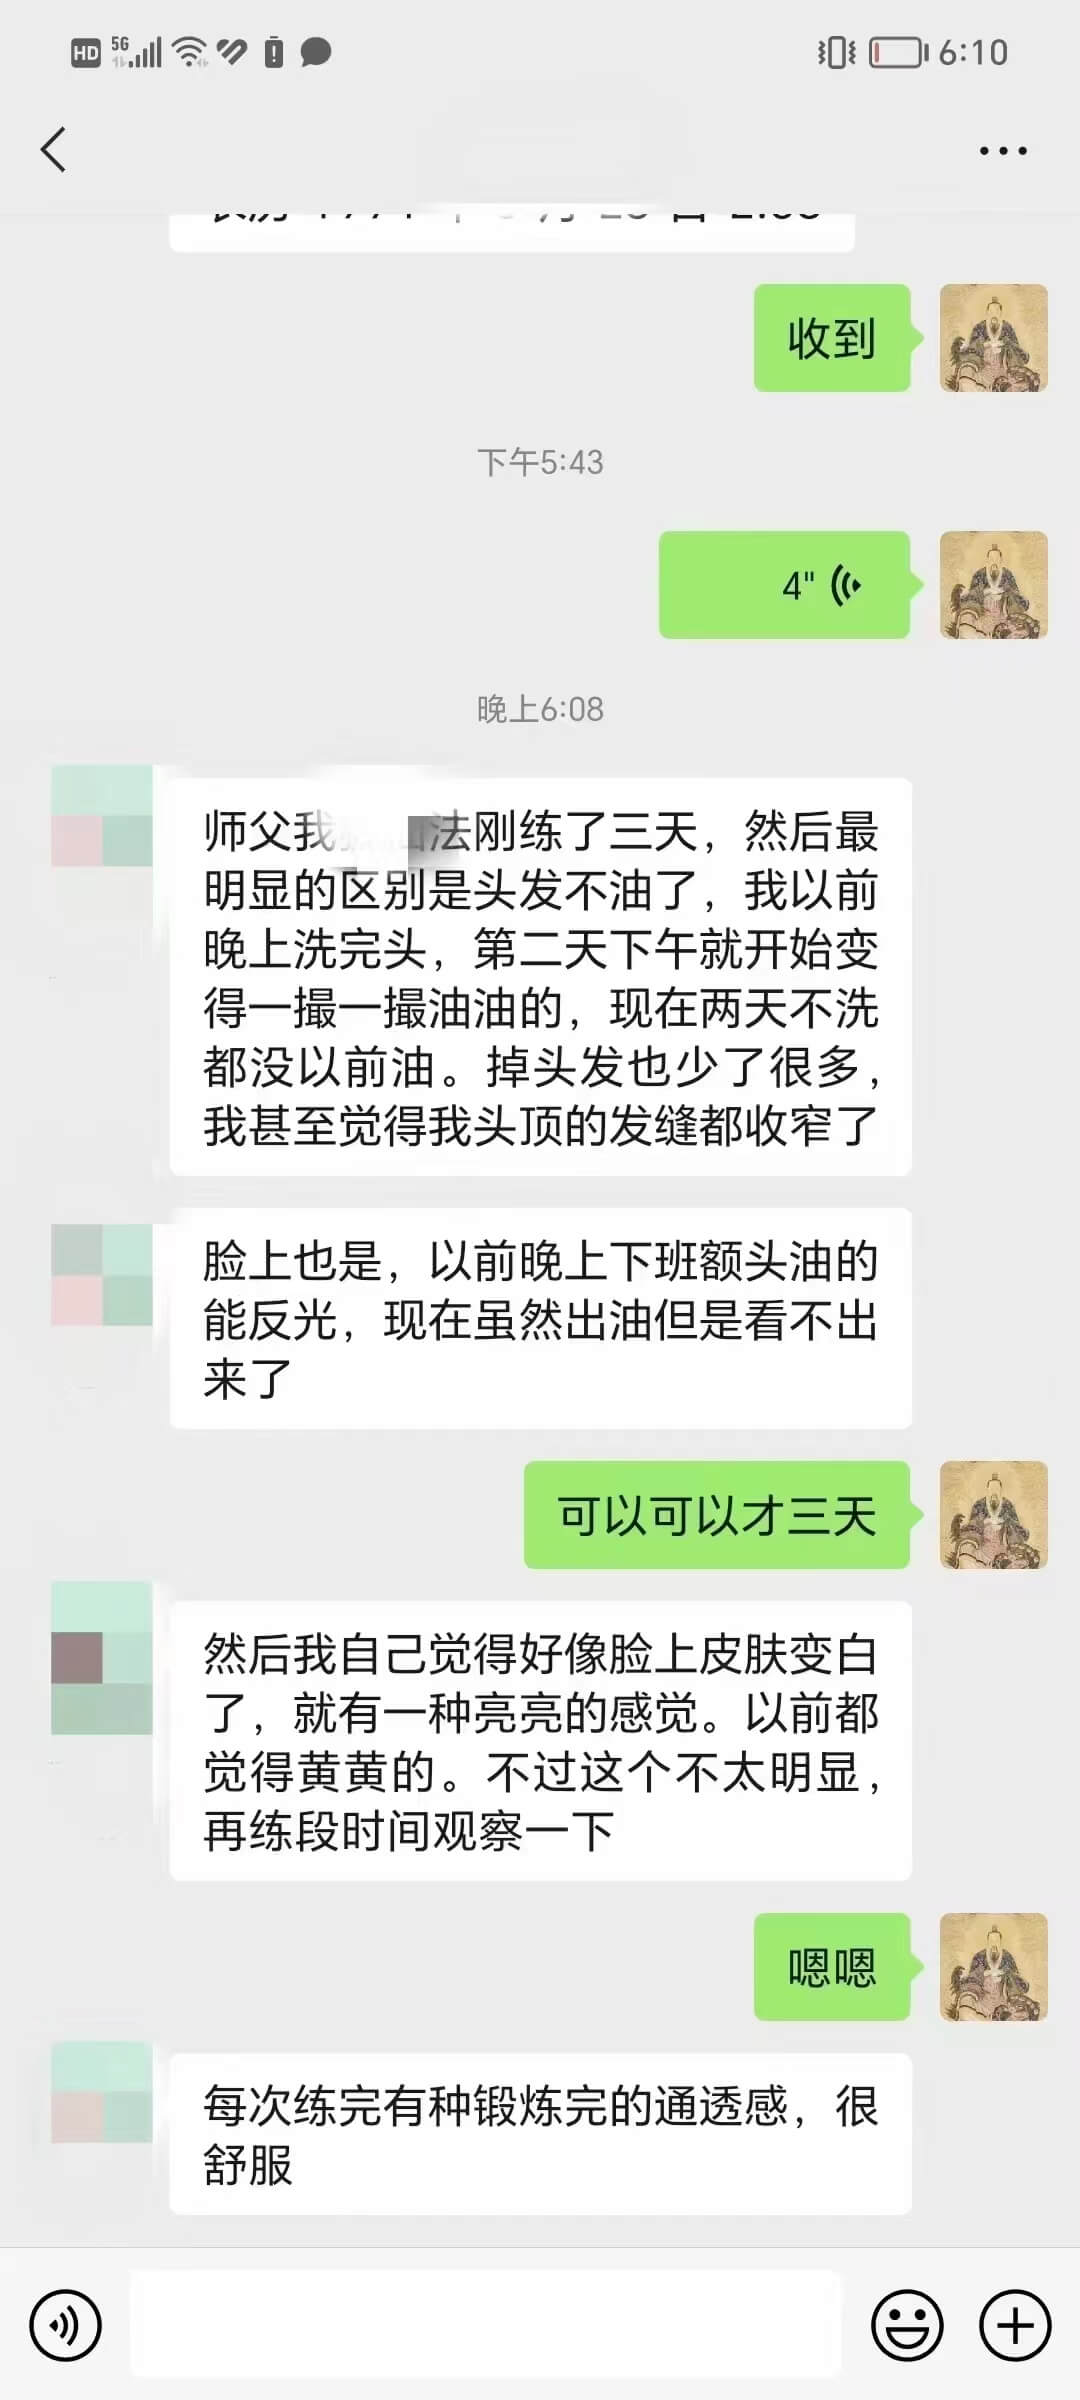 HD 5G 6:10
收到
下午5:43
4"
晚上6:08
师父我 法刚练了三天，然后最
明显的区别是头发不油了，我以前
晚上洗完头，第二天下午就开始变
得一撮一撮油油的，现在两天不洗
都没以前油。掉头发也少了很多，
我甚至觉得我头顶的发缝都收窄了
脸上也是，以前晚上下班额头油的
能反光，现在虽然出油但是看不出
来了
可以可以才三天
然后我自己觉得好像脸上皮肤变白
了，就有一种亮亮的感觉。以前都
觉得黄黄的。不过这个不太明显，
再练段时间观察一下
嗯嗯
每次练完有种锻炼完的通透感，很
舒服